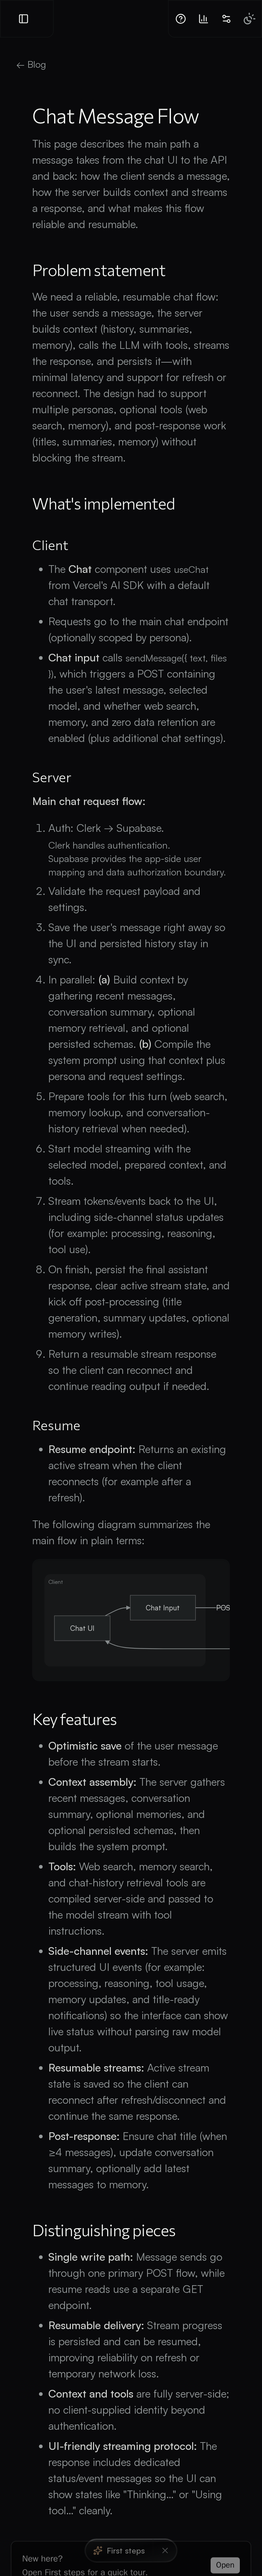 ← Blog
Chat Message Flow
This page describes the main path a
message takes from the chat UI to the API
and back: how the client sends a message,
how the server builds context and streams
a response, and what makes this flow
reliable and resumable.
Problem statement
We need a reliable, resumable chat flow:
the user sends a message, the server
builds context (history, summaries,
memory), calls the LLM with tools, streams
the response, and persists it—with
minimal latency and support for refresh or
reconnect. The design had to support
multiple personas, optional tools (web
search, memory), and post-response work
(titles, summaries, memory) without
blocking the stream.
What's implemented
Client
• The Chat component uses useChat
from Vercel's AI SDK with a default
chat transport.
• Requests go to the main chat endpoint
(optionally scoped by persona).
• Chat input calls sendMessage({ text, files
}), which triggers a POST containing
the user's latest message, selected
model, and whether web search,
memory, and zero data retention are
enabled (plus additional chat settings).
Server
Main chat request flow:
1. Auth: Clerk → Supabase.
Clerk handles authentication.
Supabase provides the app-side user
mapping and data authorization boundary.
2. Validate the request payload and
settings.
3. Save the user's message right away so
the UI and persisted history stay in
sync.
4. In parallel: (a) Build context by
gathering recent messages,
conversation summary, optional
memory retrieval, and optional
persisted schemas. (b) Compile the
system prompt using that context plus
persona and request settings.
5. Prepare tools for this turn (web search,
memory lookup, and conversation-
history retrieval when needed).
6. Start model streaming with the
selected model, prepared context, and
tools.
7. Stream tokens/events back to the UI,
including side-channel status updates
(for example: processing, reasoning,
tool use).
8. On finish, persist the final assistant
response, clear active stream state, and
kick off post-processing (title
generation, summary updates, optional
memory writes).
9. Return a resumable stream response
so the client can reconnect and
continue reading output if needed.
Resume
• Resume endpoint: Returns an existing
active stream when the client
reconnects (for example after a
refresh).
The following diagram summarizes the
main flow in plain terms:
Client
Chat Input
POS
Chat UI
Key features
• Optimistic save of the user message
before the stream starts.
• Context assembly: The server gathers
recent messages, conversation
summary, optional memories, and
optional persisted schemas, then
builds the system prompt.
• Tools: Web search, memory search,
and chat-history retrieval tools are
compiled server-side and passed to
the model stream with tool
instructions.
• Side-channel events: The server emits
structured UI events (for example:
processing, reasoning, tool usage,
memory updates, and title-ready
notifications) so the interface can show
live status without parsing raw model
output.
• Resumable streams: Active stream
state is saved so the client can
reconnect after refresh/disconnect and
continue the same response.
• Post-response: Ensure chat title (when
≥4 messages), update conversation
summary, optionally add latest
messages to memory.
Distinguishing pieces
• Single write path: Message sends go
through one primary POST flow, while
resume reads use a separate GET
endpoint.
• Resumable delivery: Stream progress
is persisted and can be resumed,
improving reliability on refresh or
temporary network loss.
• Context and tools are fully server-side;
no client-supplied identity beyond
authentication.
• UI-friendly streaming protocol: The
response includes dedicated
status/event messages so the UI can
show states like "Thinking…" or "Using
tool…" cleanly.
First steps
New here?
Open First steps for a quick tour.
Open